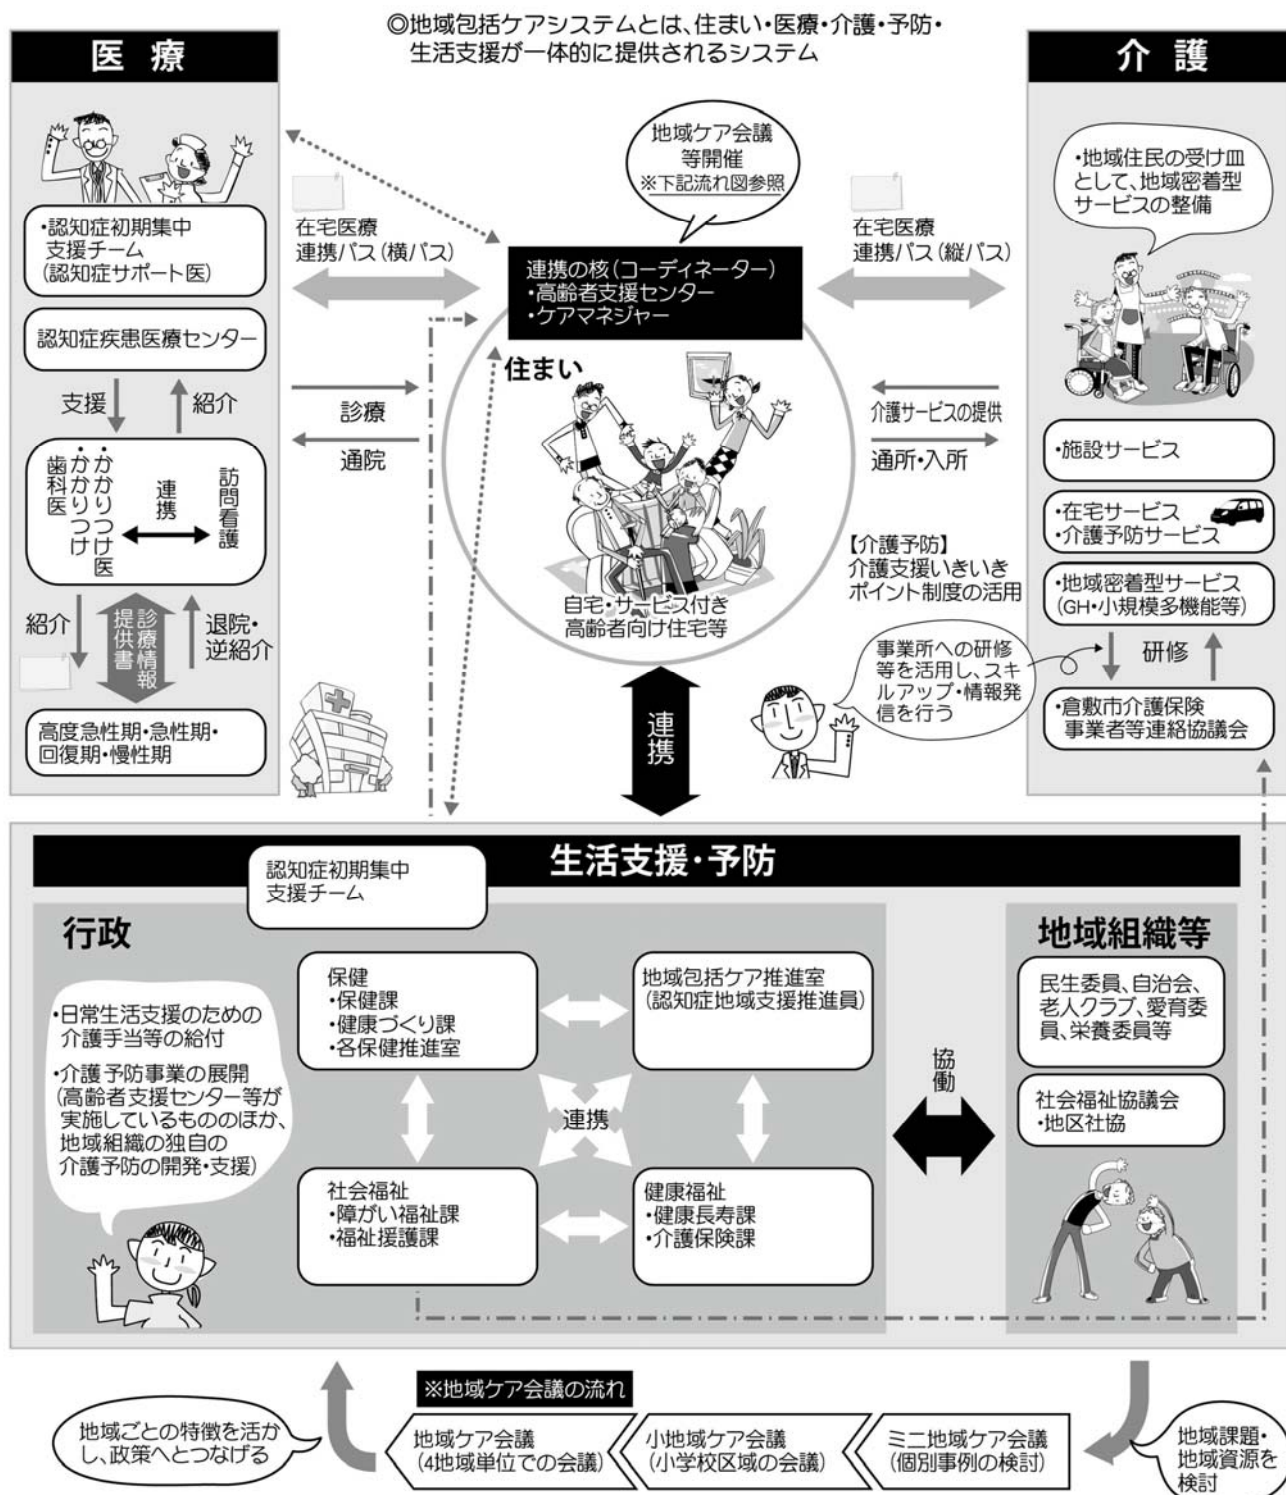 ◎地域包括ケアシステムとは、住まい・医療・介護・予防・
生活支援が一体的に提供されるシステム
医療
・認知症初期集中
支援チーム
(認知症サポート医)
認知症疾患医療センター
支援
紹介
・かかりつけ医
・かかりつけ
歯科医
連携
訪問看護
紹介
診療情報
提供書
退院・
逆紹介
高度急性期・急性期・
回復期・慢性期
在宅医療
連携パス(横パス)
診療
通院
地域ケア会議
等開催
※下記流れ図参照
連携の核(コーディネーター)
・高齢者支援センター
・ケアマネジャー
住まい
自宅・サービス付き
高齢者向け住宅等
連携
在宅医療
連携パス(縦パス)
介護サービスの提供
通所・入所
【介護予防】
介護支援いきいき
ポイント制度の活用
事業所への研修
等を活用し、スキ
ルアップ・情報発
信を行う
介護
・地域住民の受け皿
として、地域密着型
サービスの整備
・施設サービス
・在宅サービス
・介護予防サービス
・地域密着型サービス
(GH・小規模多機能等)
研修
・倉敷市介護保険
事業者等連絡協議会
生活支援・予防
認知症初期集中
支援チーム
行政
・日常生活支援のための
介護手当等の給付
・介護予防事業の展開
(高齢者支援センター等が
実施しているもののほか、
地域組織の独自の
介護予防の開発・支援)
保健
・保健課
・健康づくり課
・各保健推進室
地域包括ケア推進室
(認知症地域支援推進員)
連携
社会福祉
・障がい福祉課
・福祉援護課
健康福祉
・健康長寿課
・介護保険課
協働
地域組織等
民生委員、自治会、
老人クラブ、愛育委
員、栄養委員等
社会福祉協議会
・地区社協
※地域ケア会議の流れ
地域ごとの特徴を活か
し、政策へとつなげる
地域ケア会議
(4地域単位での会議)
小地域ケア会議
(小学校区域の会議)
ミニ地域ケア会議
(個別事例の検討)
地域課題・
地域資源を
検討